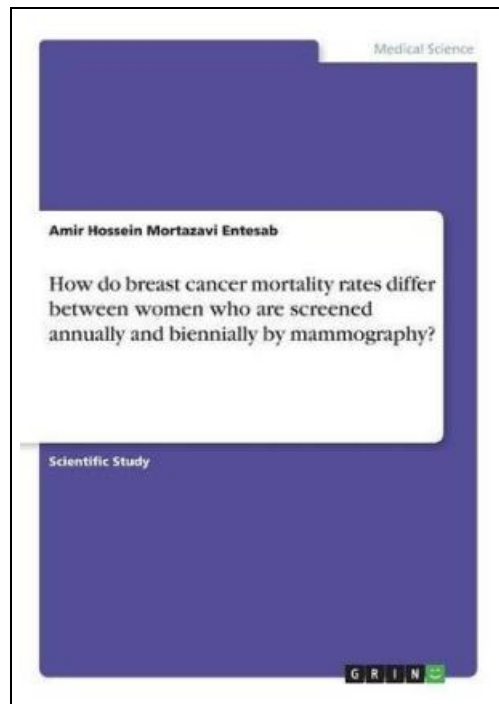 Medical Science
Amir Hossein Mortazavi Entesab
How do breast cancer mortality rates differ
between women who are screened
annually and biennially by mammography?
Scientific Study
GRIN